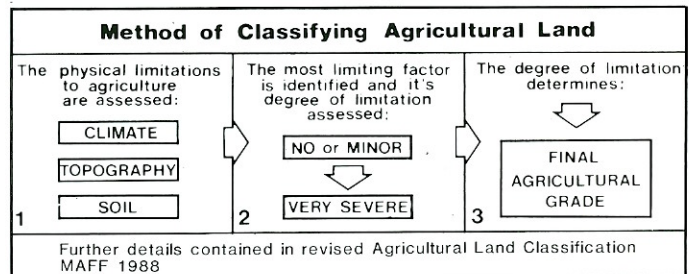 Method of Classifying Agricultural Land
The physical limitations
to agriculture
are assessed:
CLIMATE
TOPOGRAPHY
SOIL
1
The most limiting factor
is identified and it's
degree of limitation
assessed:
NO or MINOR
VERY SEVERE
2
The degree of limitation
determines:
FINAL
AGRICULTURAL
GRADE
3
Further details contained in revised Agricultural Land Classification
MAFF 1988